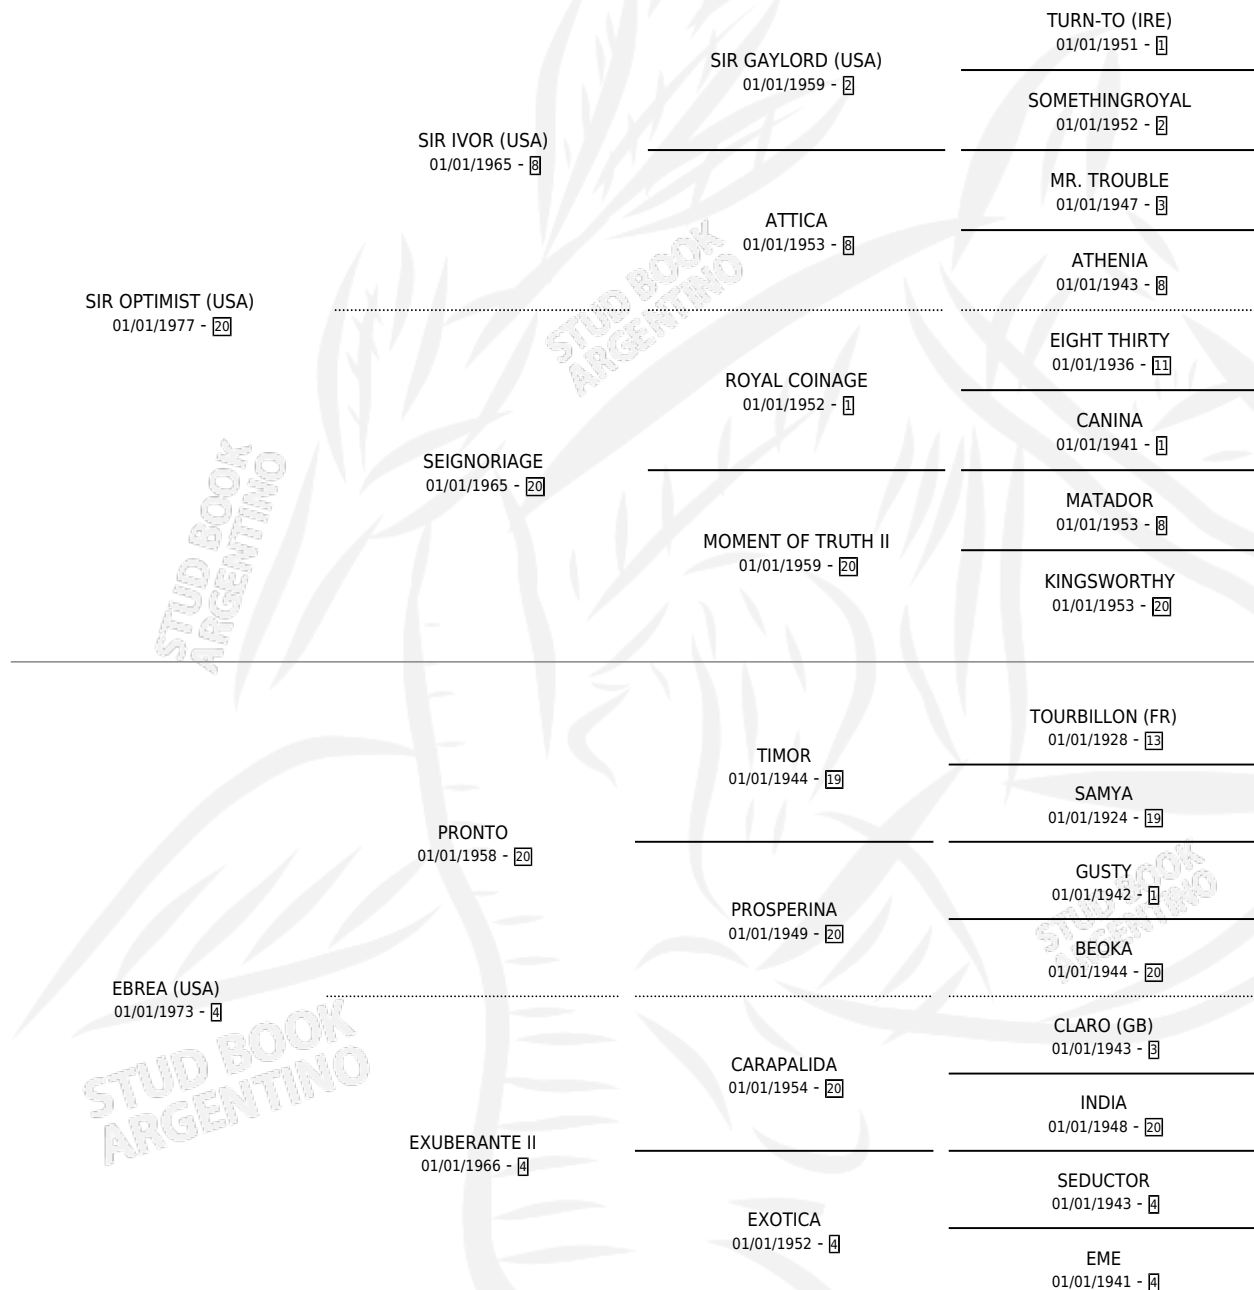 TURN-TO (IRE)
01/01/1951 - 1
SIR GAYLORD (USA)
01/01/1959 - 2
SOMETHINGROYAL
01/01/1952 - 2
SIR IVOR (USA)
01/01/1965 - 8
MR. TROUBLE
01/01/1947 - 3
ATTICA
01/01/1953 - 8
ATHENIA
01/01/1943 - 8
SIR OPTIMIST (USA)
01/01/1977 - 20
EIGHT THIRTY
01/01/1936 - 11
ROYAL COINAGE
01/01/1952 - 1
CANINA
01/01/1941 - 1
SEIGNORIAGE
01/01/1965 - 20
MATADOR
01/01/1953 - 8
MOMENT OF TRUTH II
01/01/1959 - 20
KINGSWORTHY
01/01/1953 - 20
TOURBILLON (FR)
01/01/1928 - 13
TIMOR
01/01/1944 - 19
SAMYA
01/01/1924 - 19
PRONTO
01/01/1958 - 20
GUSTY
01/01/1942 - 1
PROSPERINA
01/01/1949 - 20
BEOKA
01/01/1944 - 20
EBREA (USA)
01/01/1973 - 4
CLARO (GB)
01/01/1943 - 3
CARAPALIDA
01/01/1954 - 20
INDIA
01/01/1948 - 20
EXUBERANTE II
01/01/1966 - 4
SEDUCTOR
01/01/1943 - 4
EXOTICA
01/01/1952 - 4
EME
01/01/1941 - 4
STUD BOOK
ARGENTINO
STUD BOOK
ARGENTINO
STUD BOOK
ARGENTINO
STUD BOOK
ARGENTINO